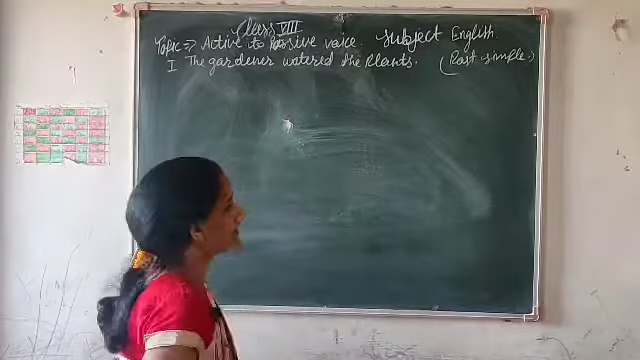 Class VIII
Topic => Active to Passive voice. Subject English.
I The gardener watered the Plants. (Past simple.)